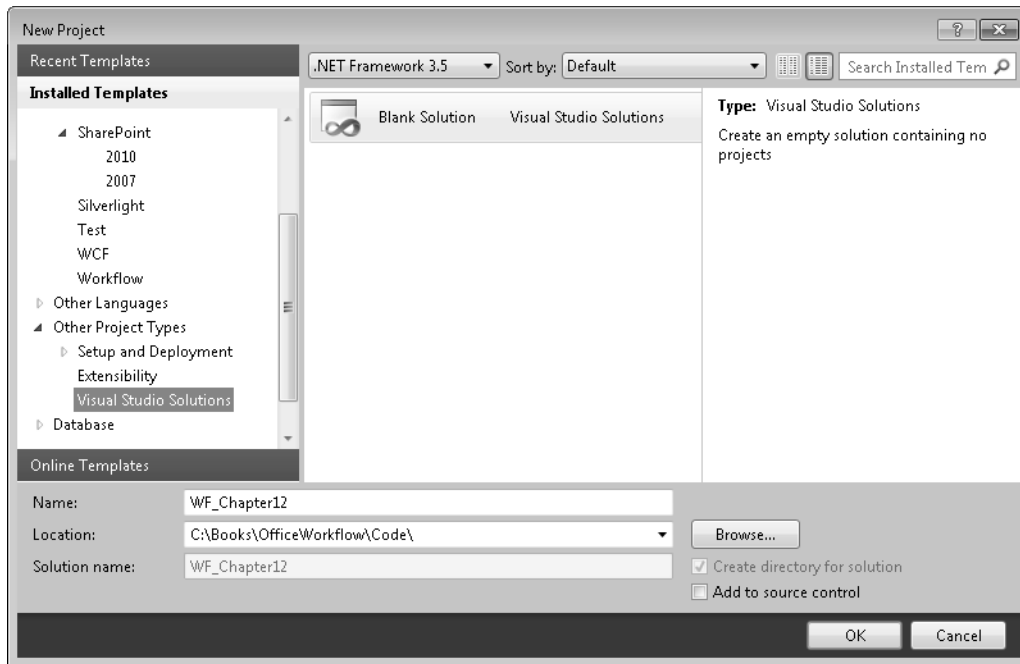 New Project
Recent Templates
.NET Framework 3.5
Sort by:
Default
Search Installed Tem
Installed Templates
SharePoint
2010
2007
Silverlight
Test
WCF
Workflow
Other Languages
Other Project Types
Setup and Deployment
Extensibility
Visual Studio Solutions
Database
Online Templates
Blank Solution
Visual Studio Solutions
Type: Visual Studio Solutions
Create an empty solution containing no
projects
Name:
WF_Chapter12
Location:
C:\Books\OfficeWorkflow\Code\
Browse...
Solution name:
WF_Chapter12
Create directory for solution
Add to source control
OK
Cancel